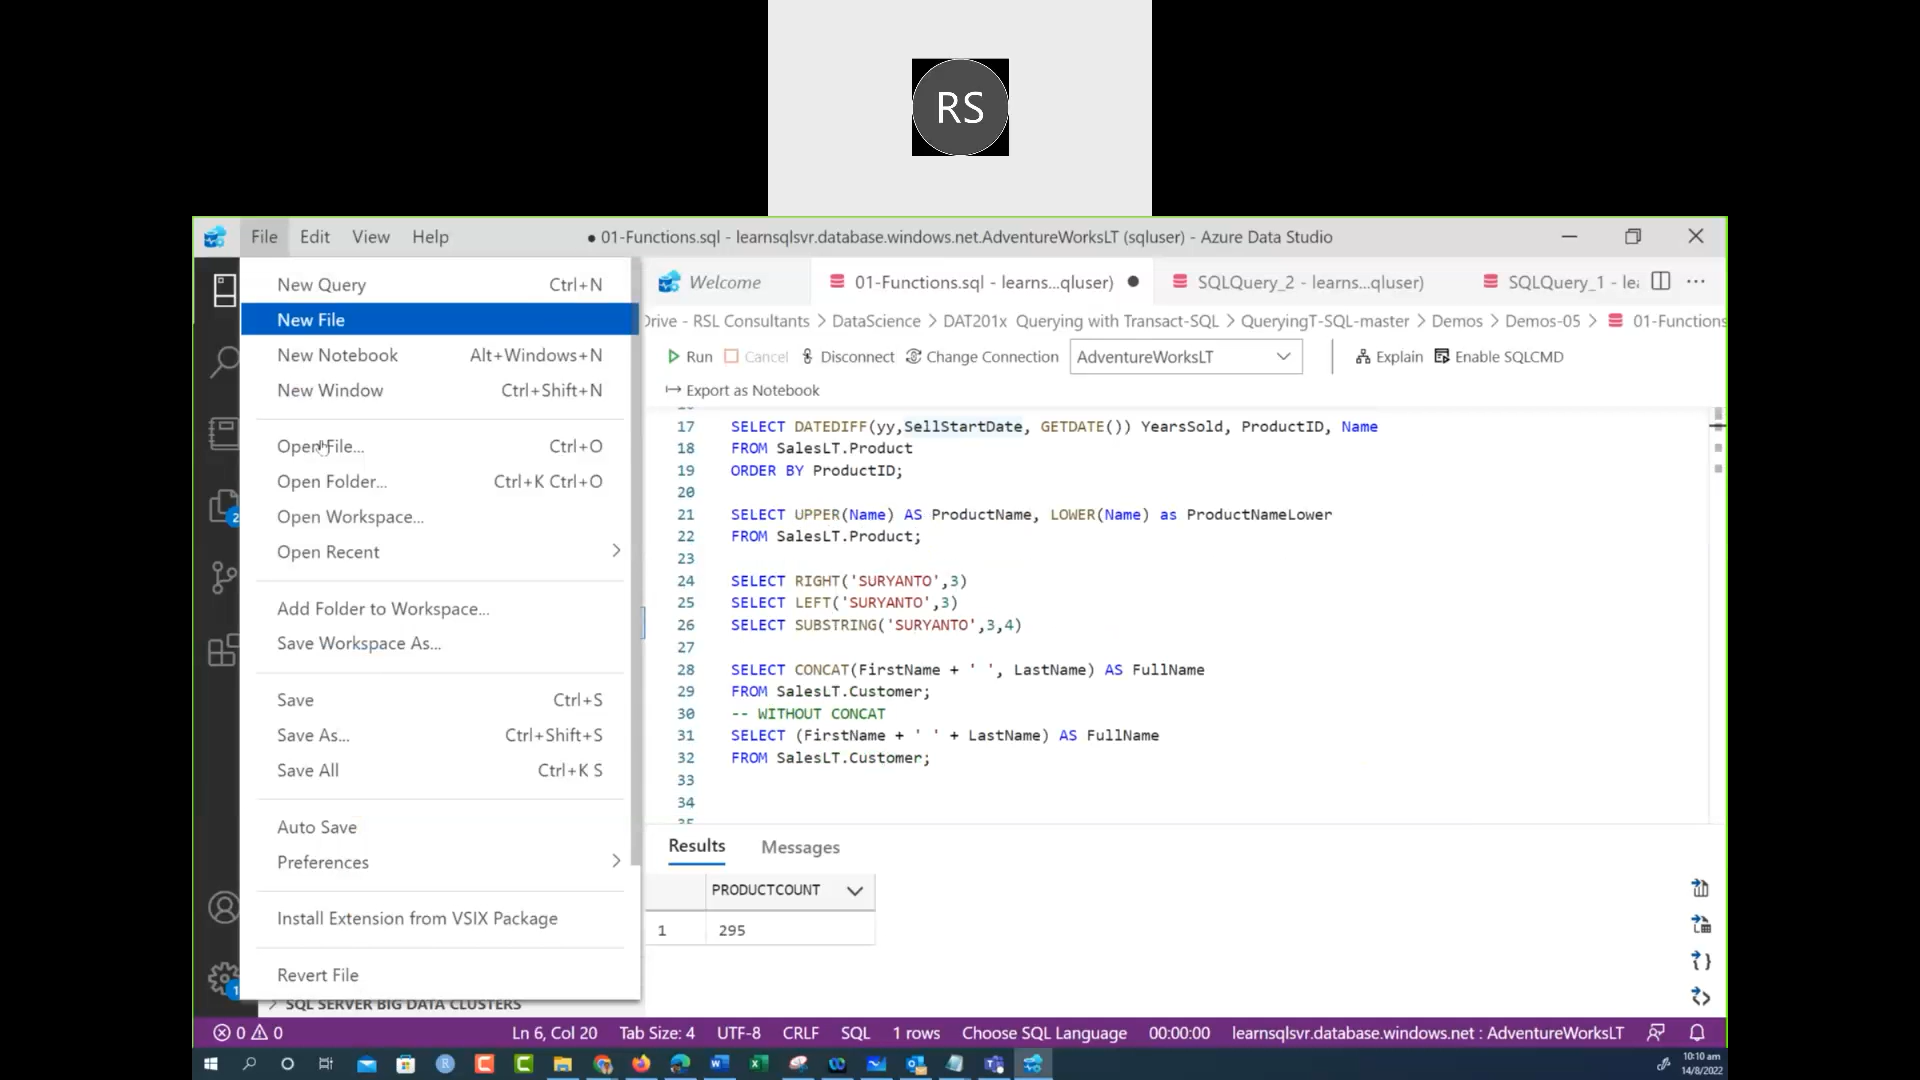 RS
File Edit View Help
● 01-Functions.sql - learnsqlsvr.database.windows.net.AdventureWorksLT (sqluser) - Azure Data Studio
New Query Ctrl+N
New File
New Notebook Alt+Windows+N
New Window Ctrl+Shift+N
Open File... Ctrl+O
Open Folder... Ctrl+K Ctrl+O
Open Workspace...
Open Recent
Add Folder to Workspace...
Save Workspace As...
Save Ctrl+S
Save As... Ctrl+Shift+S
Save All Ctrl+K S
Auto Save
Preferences
Install Extension from VSIX Package
Revert File
SQL SERVER BIG DATA CLUSTERS
2
1
Welcome 01-Functions.sql - learns...qluser) SQLQuery_2 - learns...qluser) SQLQuery_1 - le
Drive - RSL Consultants > DataScience > DAT201x Querying with Transact-SQL > QueryingT-SQL-master > Demos > Demos-05 > 01-Functions
Run Cancel Disconnect Change Connection AdventureWorksLT Explain Enable SQLCMD
Export as Notebook
17 SELECT DATEDIFF(yy,SellStartDate, GETDATE()) YearsSold, ProductID, Name
18 FROM SalesLT.Product
19 ORDER BY ProductID;
20
21 SELECT UPPER(Name) AS ProductName, LOWER(Name) as ProductNameLower
22 FROM SalesLT.Product;
23
24 SELECT RIGHT('SURYANTO',3)
25 SELECT LEFT('SURYANTO',3)
26 SELECT SUBSTRING('SURYANTO',3,4)
27
28 SELECT CONCAT(FirstName + ' ', LastName) AS FullName
29 FROM SalesLT.Customer;
30 -- WITHOUT CONCAT
31 SELECT (FirstName + ' ' + LastName) AS FullName
32 FROM SalesLT.Customer;
33
34
Results Messages
PRODUCTCOUNT
1 295
0 0 Ln 6, Col 20 Tab Size: 4 UTF-8 CRLF SQL 1 rows Choose SQL Language 00:00:00 learnsqlsvr.database.windows.net : AdventureWorksLT
10:10 am
14/8/2022